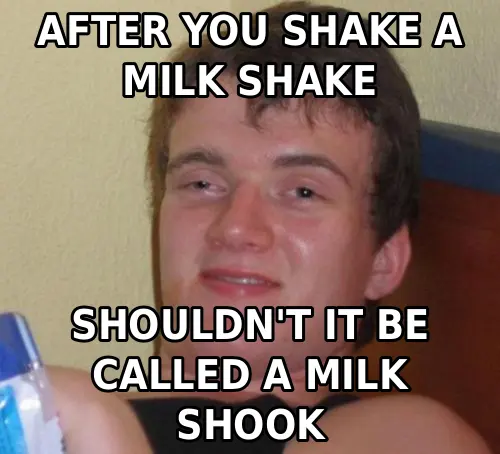 AFTER YOU SHAKE A
MILK SHAKE
SHOULDN'T IT BE
CALLED A MILK
SHOOK